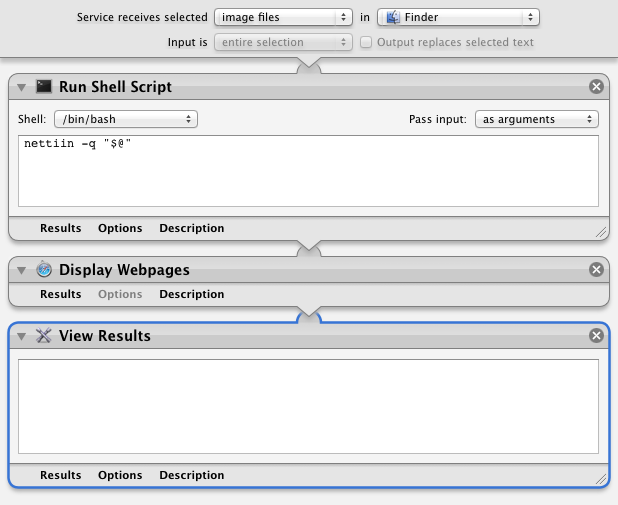 Service receives selected image files in Finder
Input is entire selection Output replaces selected text
Run Shell Script
Shell: /bin/bash Pass input: as arguments
nettiin -q "$@"
Results Options Description
Display Webpages
Results Options Description
View Results
Results Options Description